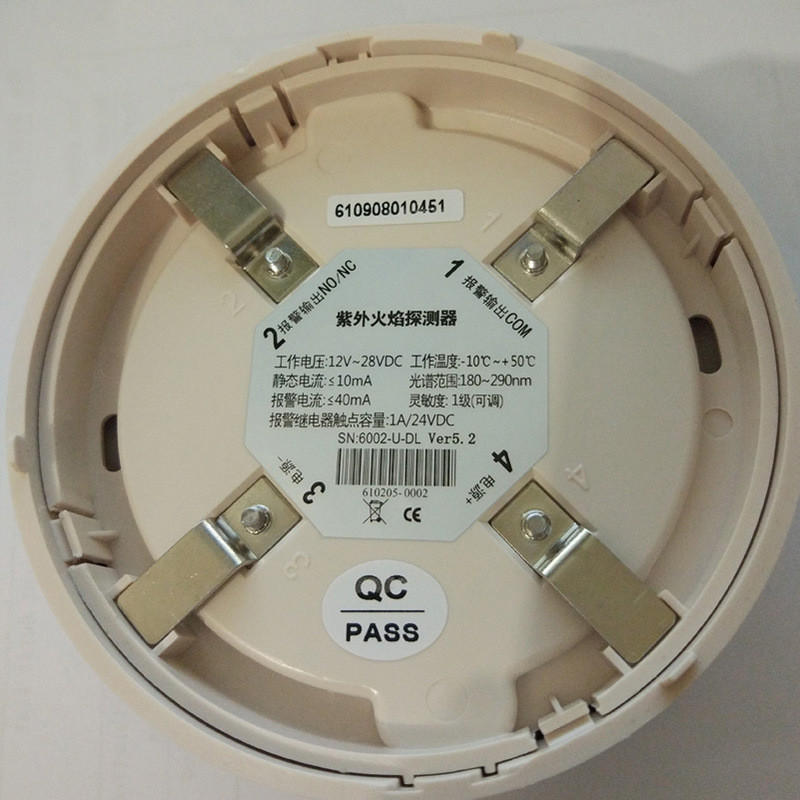 610908010451
1
2
2 报警输出NO/NC
1 报警输出COM
紫外火焰探测器
工作电压:12V~28VDC 工作温度:-10℃~+50℃
静态电流:≤10mA 光谱范围:180~290nm
报警电流:≤40mA 灵敏度: 1级(可调)
报警继电器触点容量:1A/24VDC
SN:6002-U-DL Ver5.2
3 电源-
4 电源+
610205-0002
CE
3
4
QC
PASS